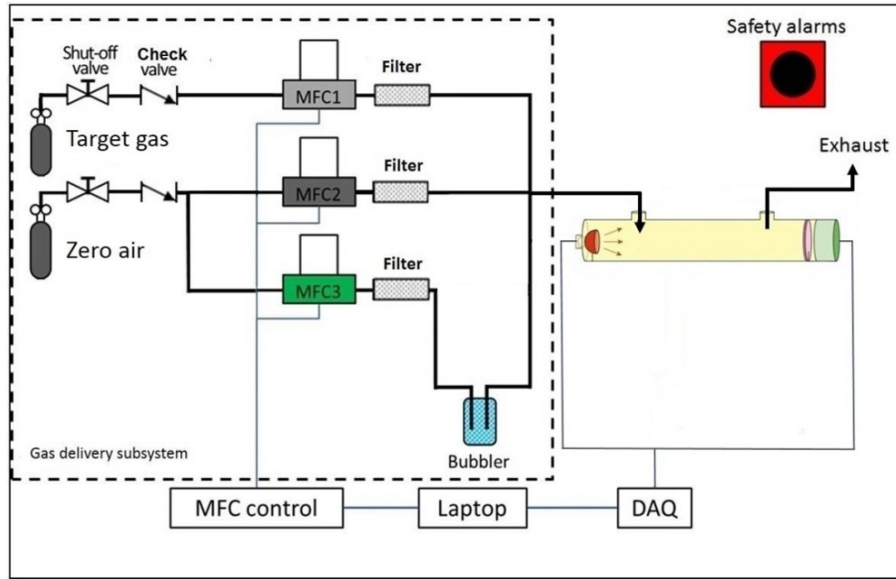 Safety alarms
Shut-off
valve
Check
valve
Filter
MFC1
Target gas
Exhaust
Filter
MFC2
Zero air
Filter
MFC3
Gas delivery subsystem
Bubbler
MFC control
Laptop
DAQ